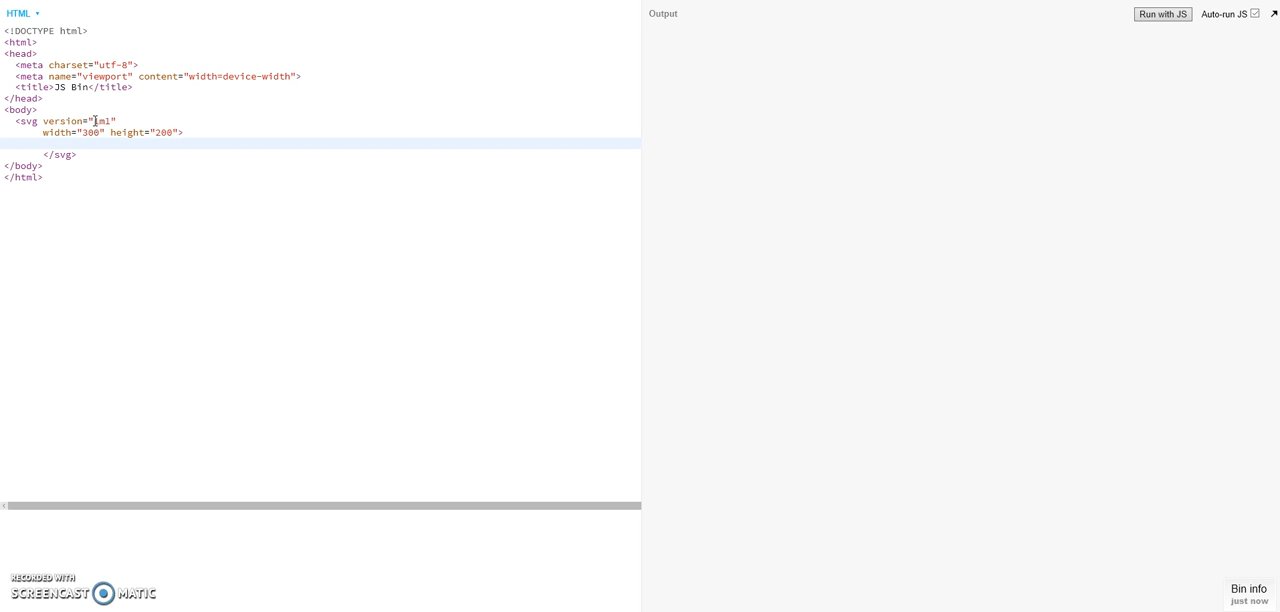 HTML ▾
<!DOCTYPE html>
<html>
<head>
  <meta charset="utf-8">
  <meta name="viewport" content="width=device-width">
  <title>JS Bin</title>
</head>
<body>
  <svg version="
       width="300" height="200">
       </svg>
</body>
</html>
Output
Run with JS
Auto-run JS
RECORDED WITH
SCREENCAST MATIC
Bin info
just now